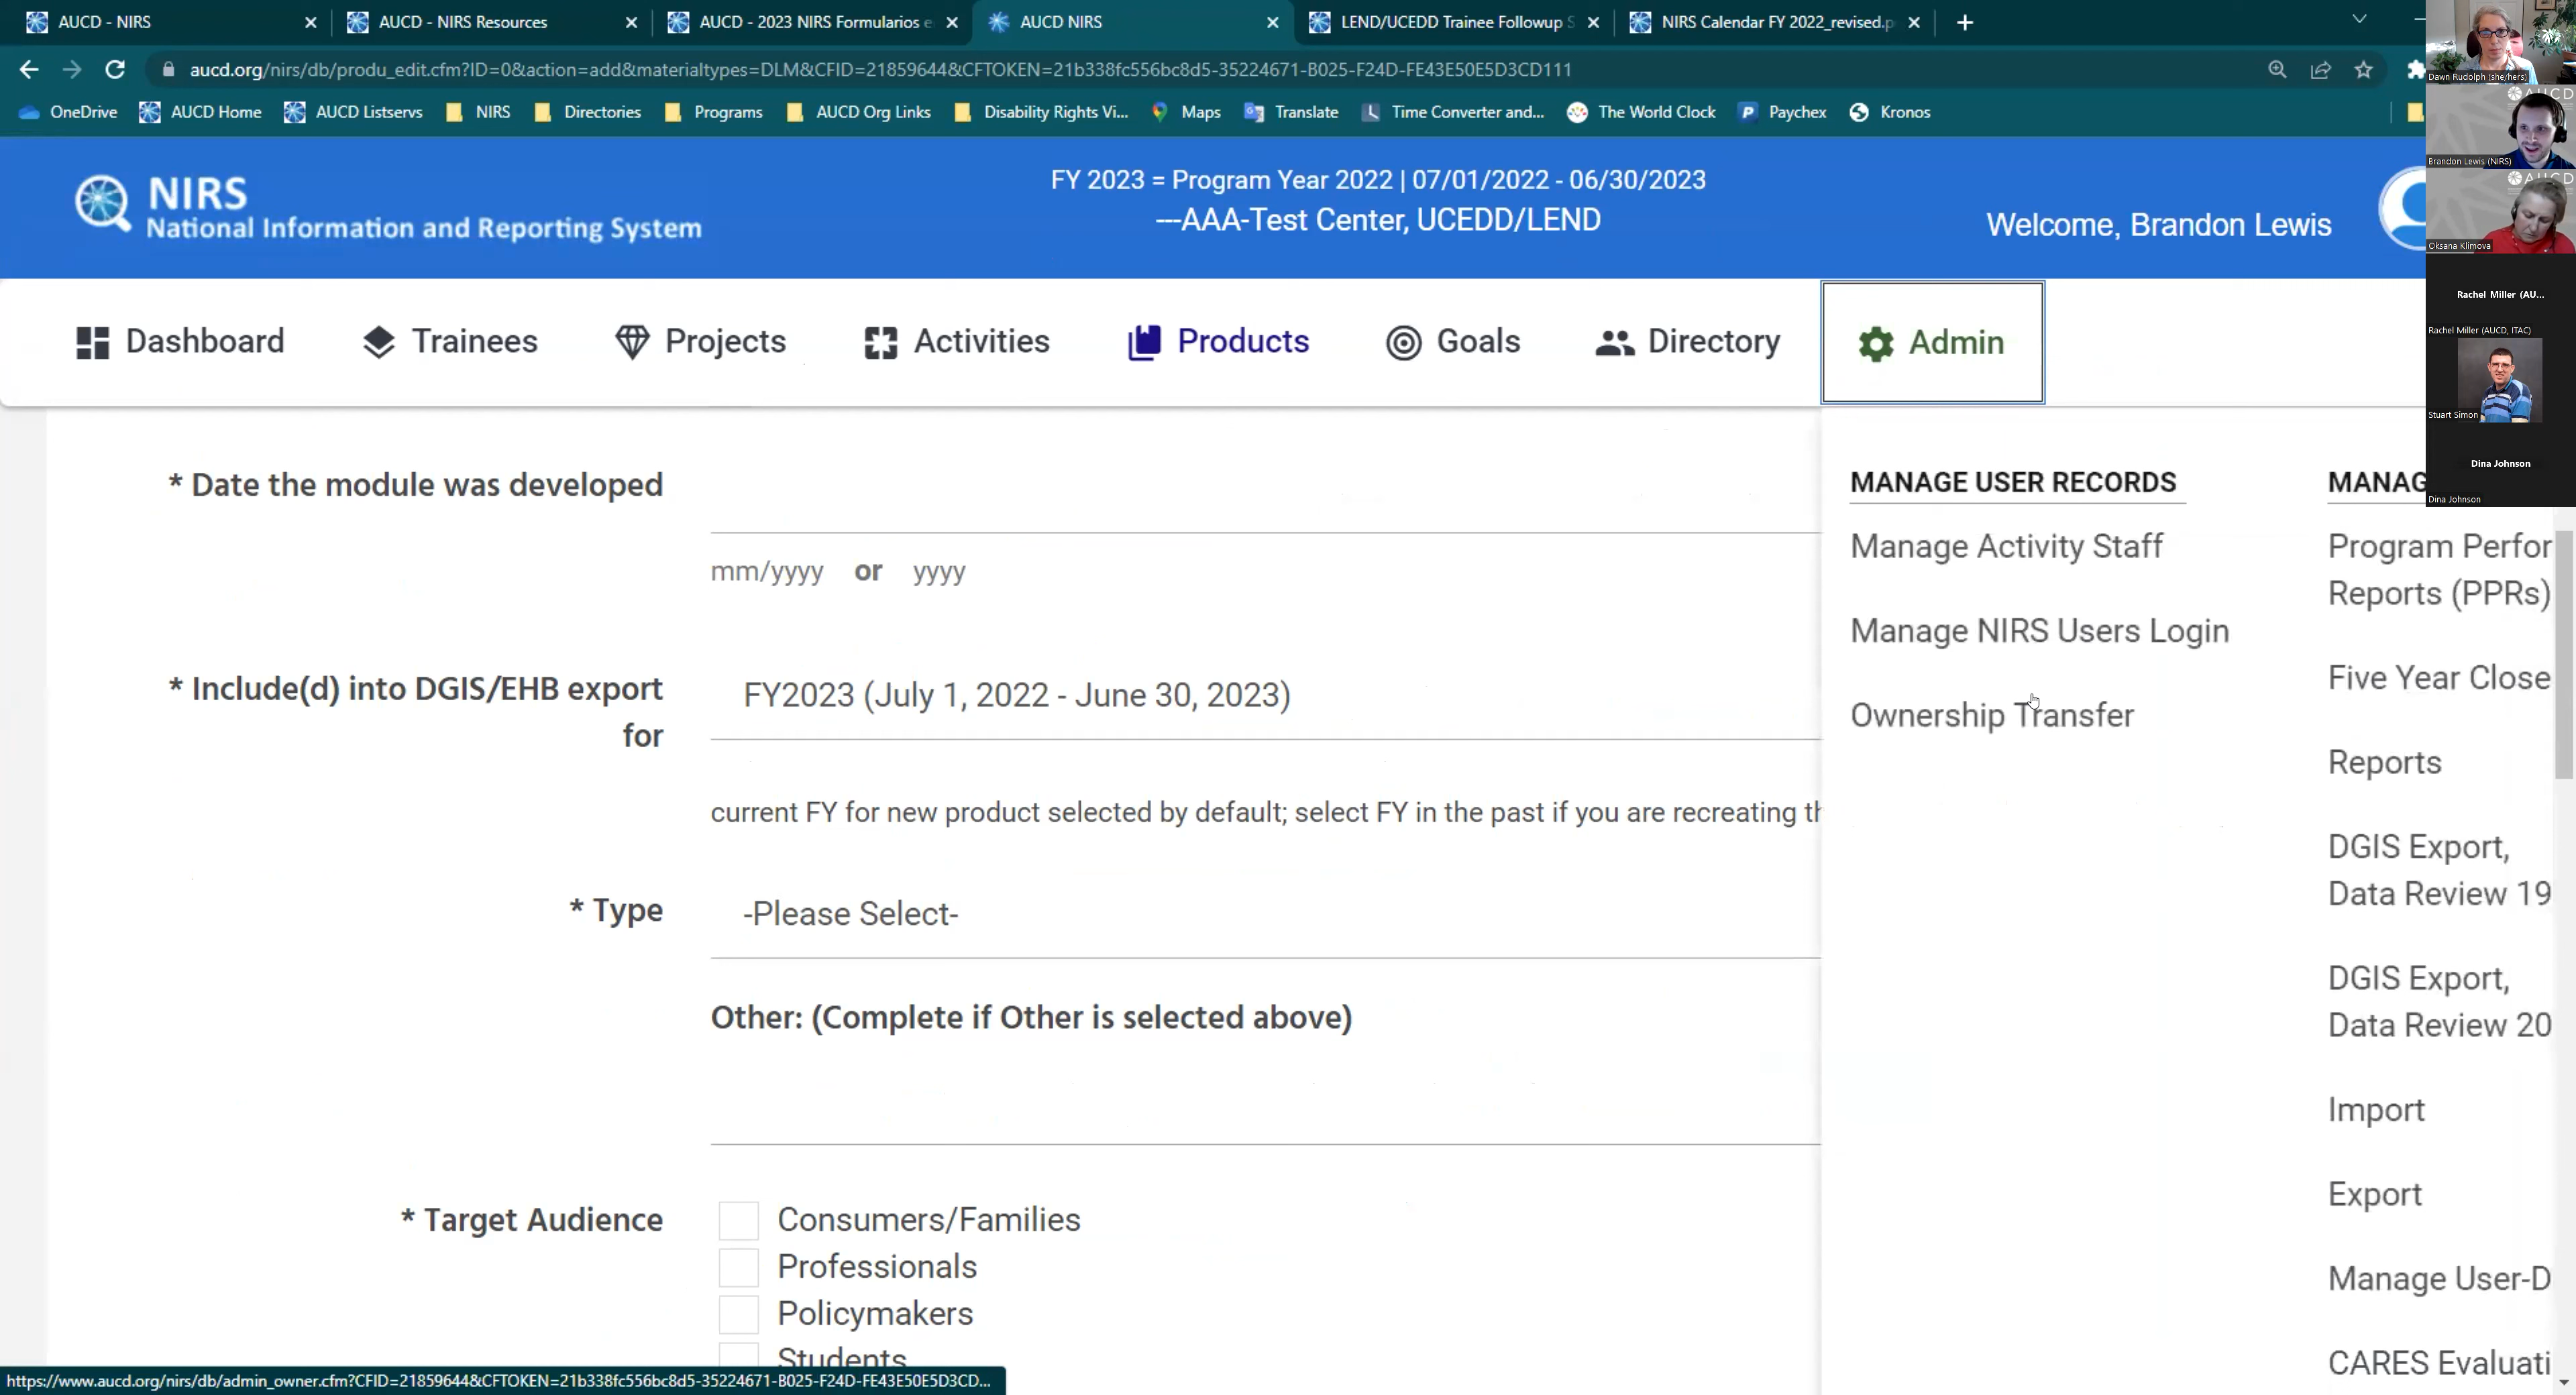 AUCD - NIRS
AUCD - NIRS Resources
AUCD - 2023 NIRS Formularios e
AUCD NIRS
LEND/UCEDD Trainee Followup S
NIRS Calendar FY 2022_revised.p
aucd.org/nirs/db/produ_edit.cfm?ID=0&action=add&materialtypes=DLM&CFID=21859644&CFTOKEN=21b338fc556bc8d5-35224671-B025-F24D-FE43E50E5D3CD111
OneDrive
AUCD Home
AUCD Listservs
NIRS
Directories
Programs
AUCD Org Links
Disability Rights Vi...
Maps
Translate
Time Converter and...
The World Clock
Paychex
Kronos
NIRS
National Information and Reporting System
FY 2023 = Program Year 2022 | 07/01/2022 - 06/30/2023
---AAA-Test Center, UCEDD/LEND
Welcome, Brandon Lewis
Dashboard
Trainees
Projects
Activities
Products
Goals
Directory
Admin
* Date the module was developed
mm/yyyy or yyyy
* Include(d) into DGIS/EHB export
for
FY2023 (July 1, 2022 - June 30, 2023)
current FY for new product selected by default; select FY in the past if you are recreating th
* Type
-Please Select-
Other: (Complete if Other is selected above)
* Target Audience
Consumers/Families
Professionals
Policymakers
Students
MANAGE USER RECORDS
Manage Activity Staff
Manage NIRS Users Login
Ownership Transfer
MANAG
Program Perfor
Reports (PPRs)
Five Year Close
Reports
DGIS Export,
Data Review 19
DGIS Export,
Data Review 20
Import
Export
Manage User-D
CARES Evaluati
Dawn Rudolph (she/hers)
AUCD
Brandon Lewis (NIRS)
AUCD
Oksana Klimova
Rachel Miller (AU...
Rachel Miller (AUCD, ITAC)
Stuart Simon
Dina Johnson
Dina Johnson
https://www.aucd.org/nirs/db/admin_owner.cfm?CFID=21859644&CFTOKEN=21b338fc556bc8d5-35224671-B025-F24D-FE43E50E5D3CD...